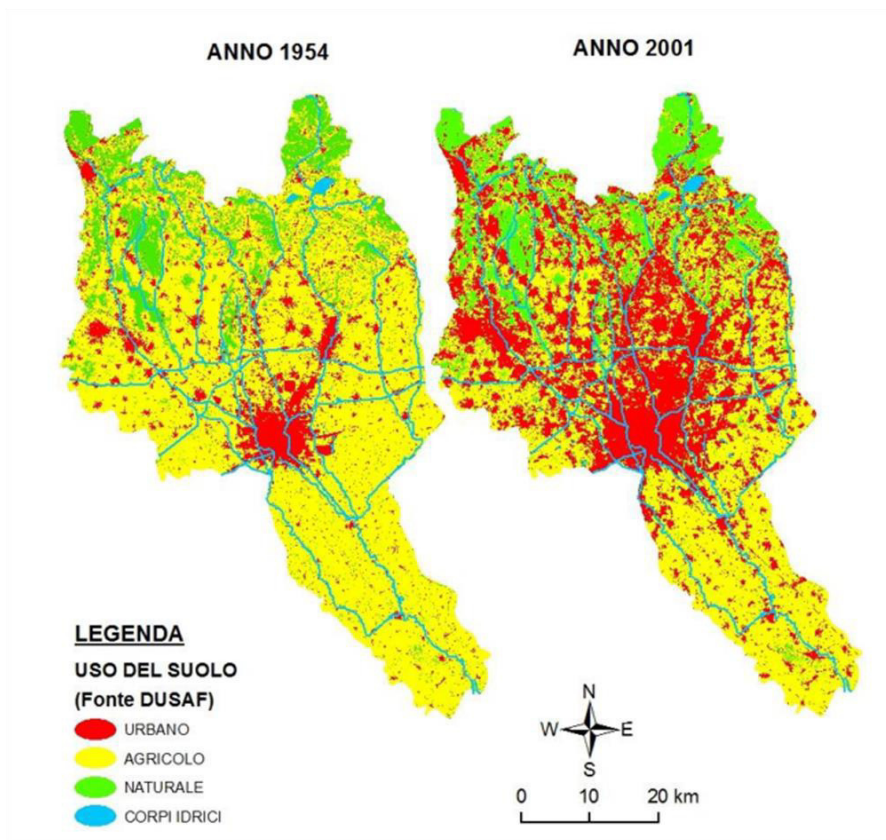 ANNO 1954
ANNO 2001
LEGENDA
USO DEL SUOLO
(Fonte DUSAF)
URBANO
AGRICOLO
NATURALE
CORPI IDRICI
N
W E
S
0 10 20 km